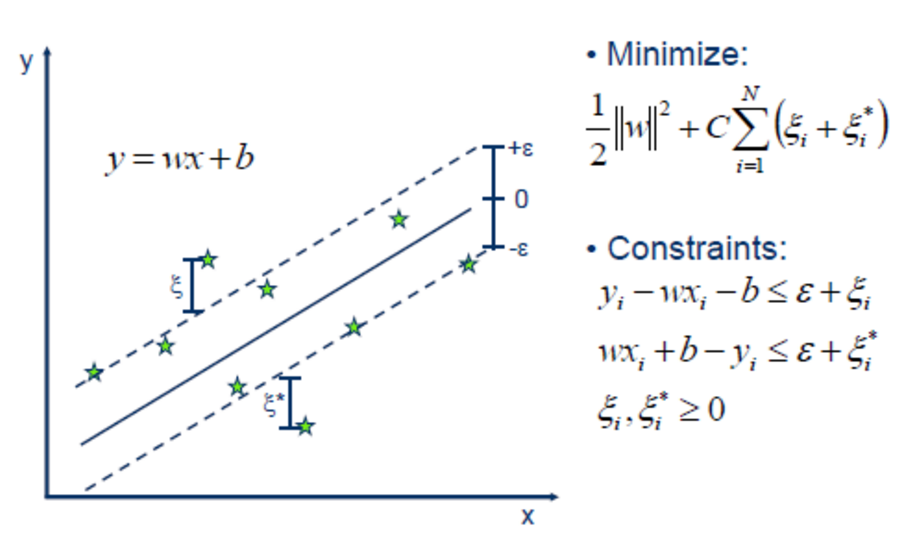 y
y = wx + b
+ε
0
-ε
ξ
ξ*
x
• Minimize:
1/2 ‖w‖² + C ∑_{i=1}^{N} (ξ_i + ξ_i^*)
• Constraints:
y_i − wx_i − b ≤ ε + ξ_i
wx_i + b − y_i ≤ ε + ξ_i^*
ξ_i, ξ_i^* ≥ 0